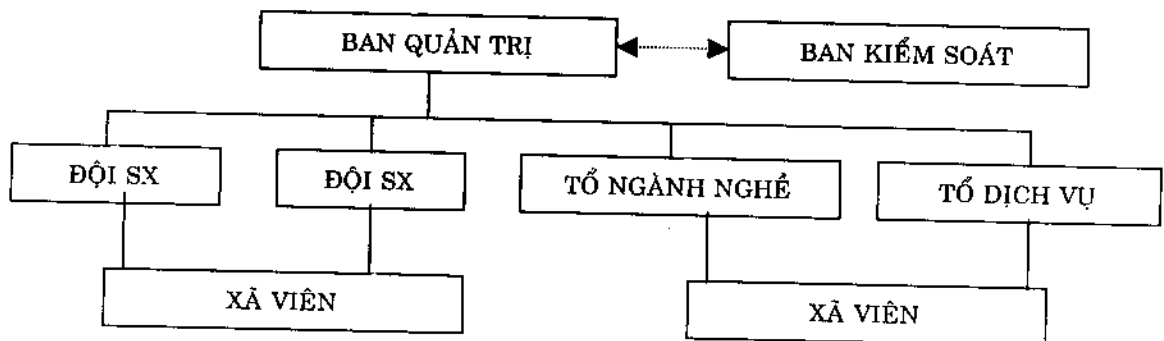 BAN QUẢN TRỊ
BAN KIỂM SOÁT
ĐỘI SX
ĐỘI SX
TỔ NGÀNH NGHỀ
TỔ DỊCH VỤ
XÃ VIÊN
XÃ VIÊN